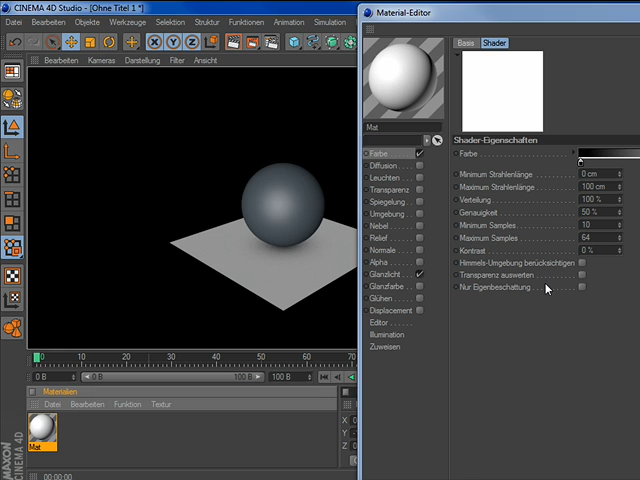 CINEMA 4D Studio - [Ohne Titel 1 *]
Datei Bearbeiten Objekte Werkzeuge Selektion Struktur Funktionen Animation Simulation
Bearbeiten Kameras Darstellung Filter Ansicht
0 10 20 30 40 50 60 70
0 B 0 B 100 B 100 B
Materialien
Datei Bearbeiten Funktion Textur
Mat
X
Y
Z
00:00:00
MAXON
CINEMA 4D
Material-Editor
Mat
Farbe
Diffusion
Leuchten
Transparenz
Spiegelung
Umgebung
Nebel
Relief
Normale
Alpha
Glanzlicht
Glanzfarbe
Glühen
Displacement
Editor
Illumination
Zuweisen
Basis Shader
Shader-Eigenschaften
Farbe
Minimum Strahlenlänge 0 cm
Maximum Strahlenlänge 100 cm
Verteilung 100 %
Genauigkeit 50 %
Minimum Samples 10
Maximum Samples 64
Kontrast 0 %
Himmels-Umgebung berücksichtigen
Transparenz auswerten
Nur Eigenbeschattung